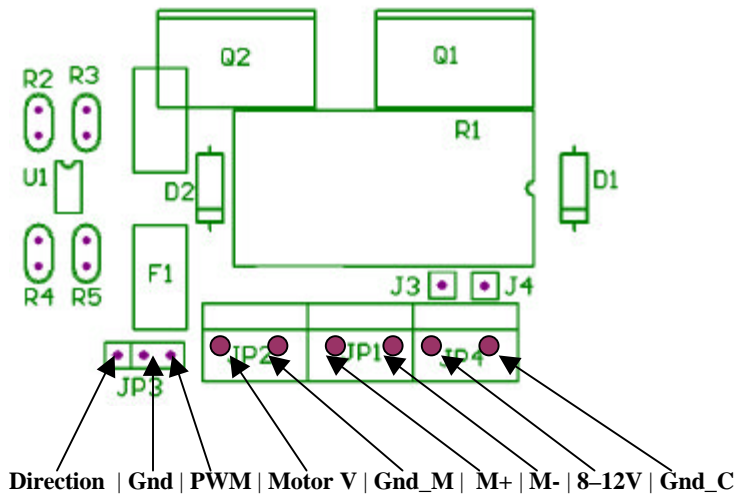 Q2 Q1
R2 R3
R1
U1
D2 D1
F1
R4 R5
J3 J4
JP2 JP1 JP4
JP3
Direction | Gnd | PWM | Motor V | Gnd_M | M+ | M- | 8–12V | Gnd_C